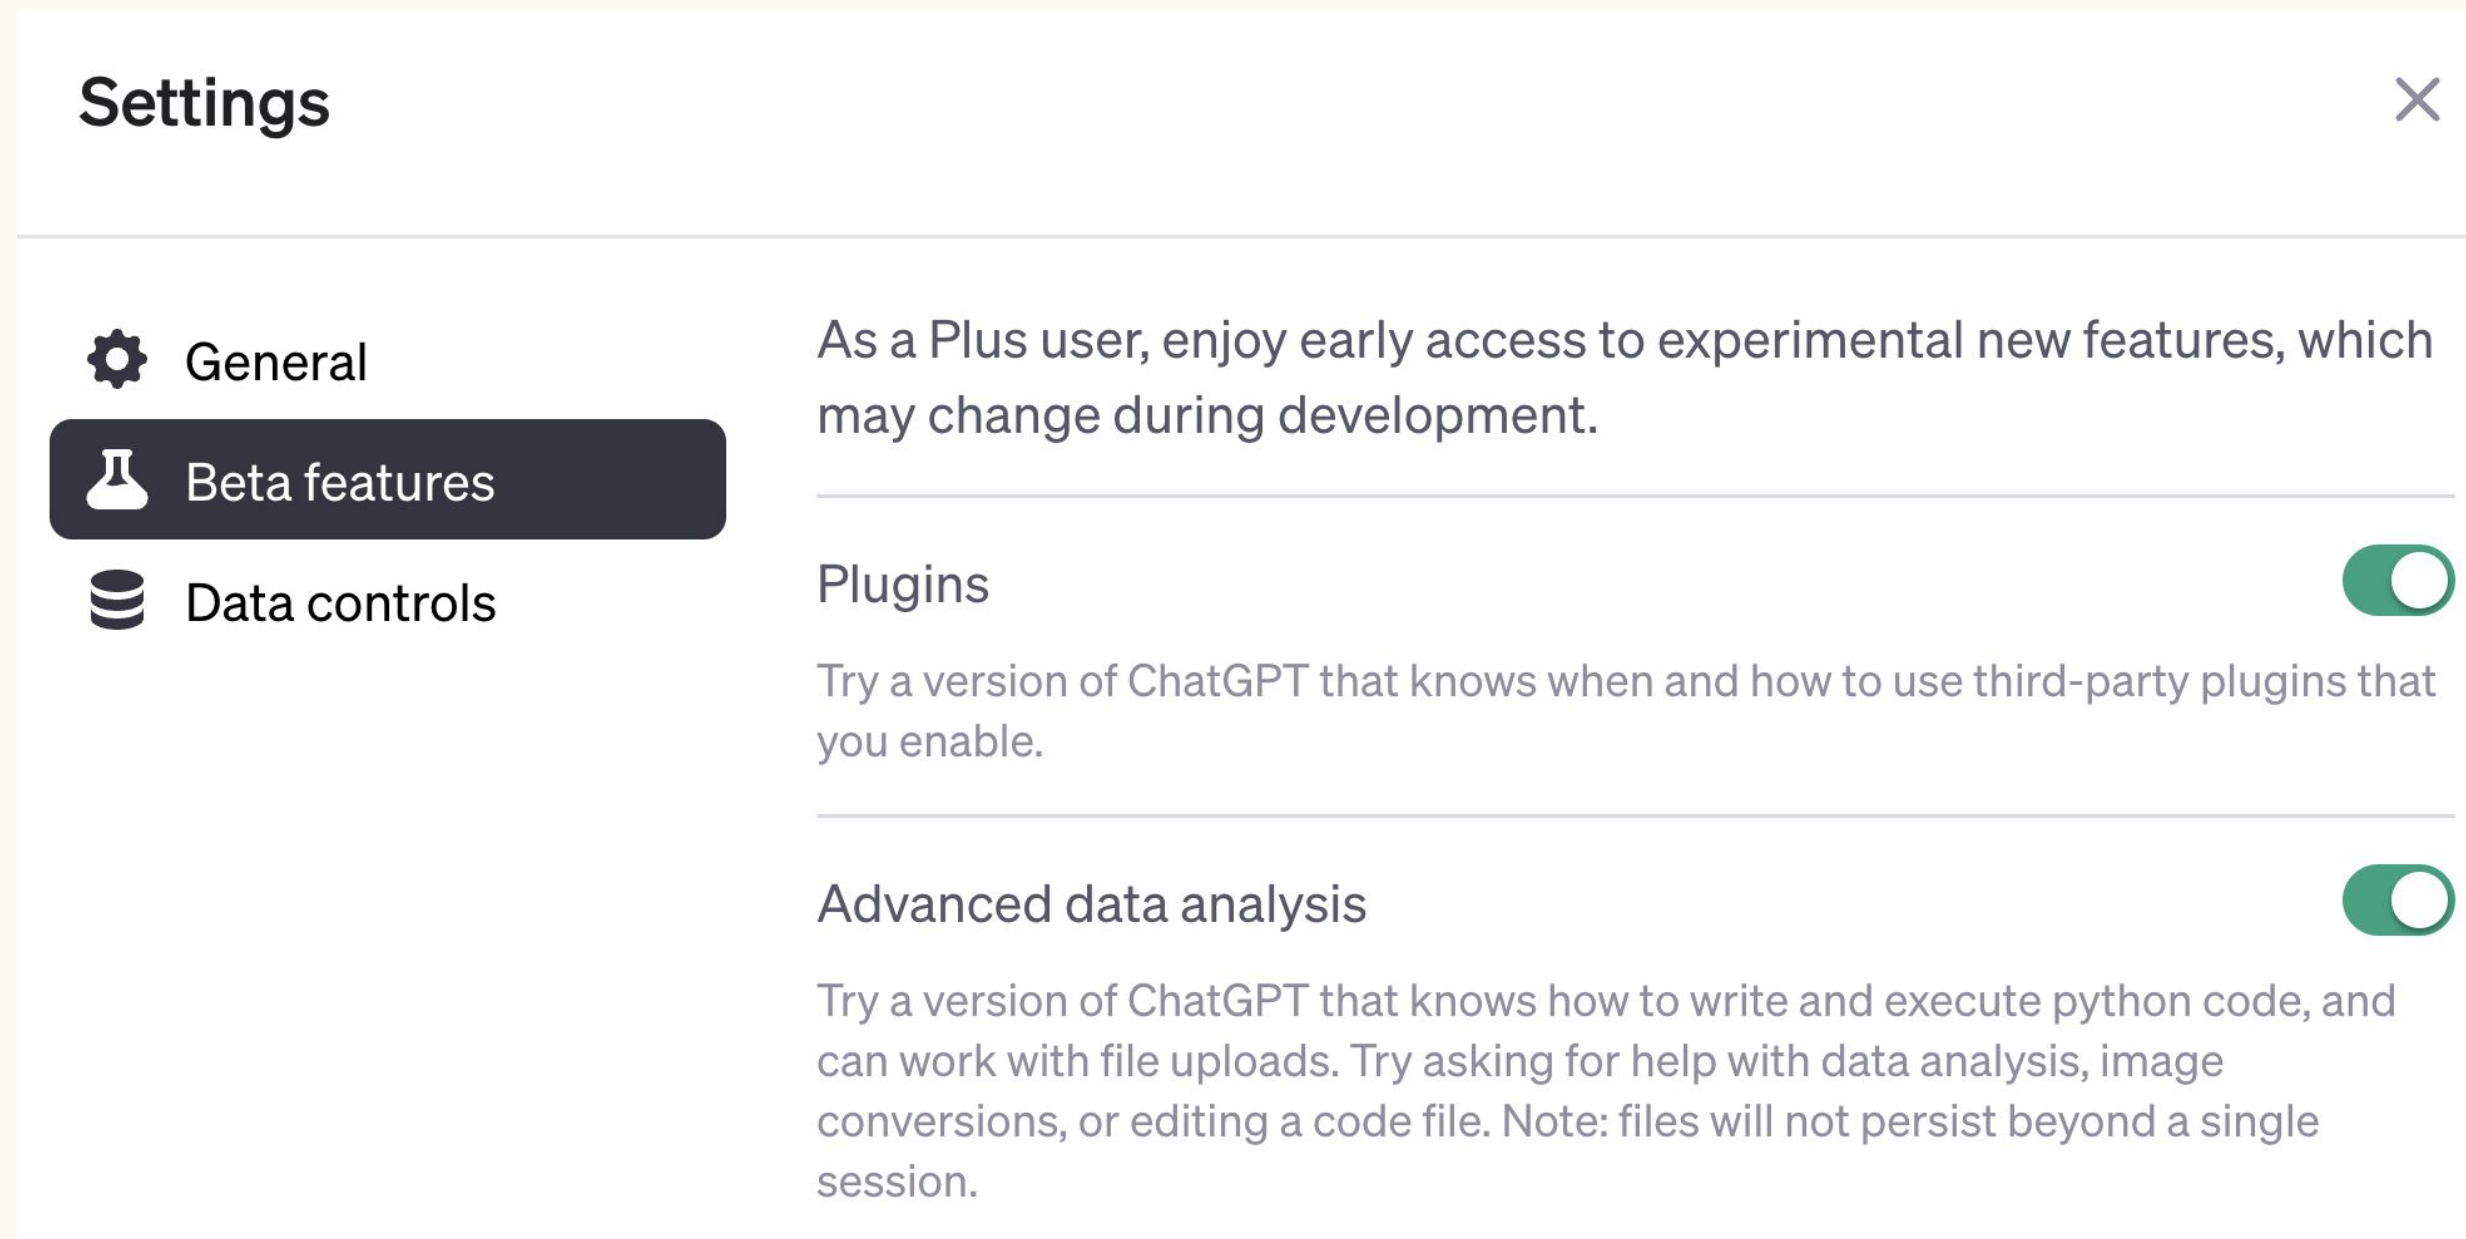 Settings
General
Beta features
Data controls
As a Plus user, enjoy early access to experimental new features, which
may change during development.
Plugins
Try a version of ChatGPT that knows when and how to use third-party plugins that
you enable.
Advanced data analysis
Try a version of ChatGPT that knows how to write and execute python code, and
can work with file uploads. Try asking for help with data analysis, image
conversions, or editing a code file. Note: files will not persist beyond a single
session.